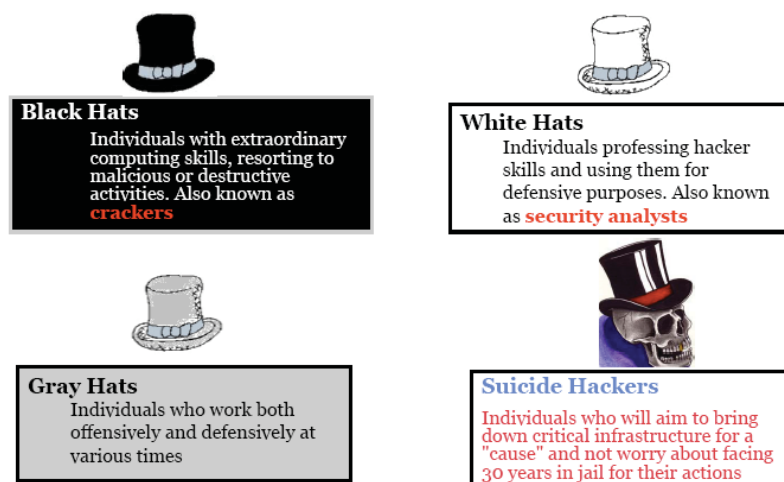 Black Hats
Individuals with extraordinary
computing skills, resorting to
malicious or destructive
activities. Also known as
crackers
White Hats
Individuals professing hacker
skills and using them for
defensive purposes. Also known
as security analysts
Gray Hats
Individuals who work both
offensively and defensively at
various times
Suicide Hackers
Individuals who will aim to bring
down critical infrastructure for a
"cause" and not worry about facing
30 years in jail for their actions